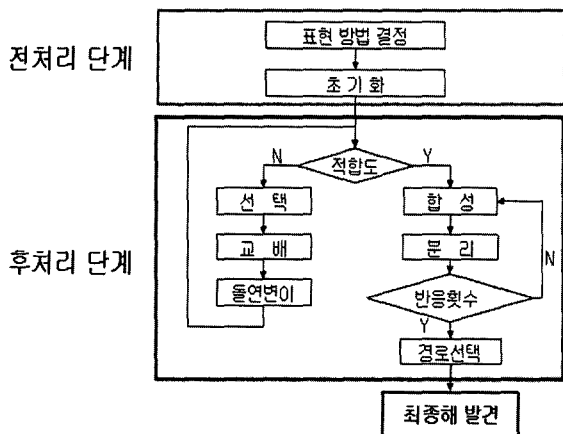 전처리 단계
표현 방법 결정
초 기 화
후처리 단계
적합도
N
Y
선 택
교 배
돌연변이
합 성
분 리
반응횟수
N
Y
경로선택
최종해 발견